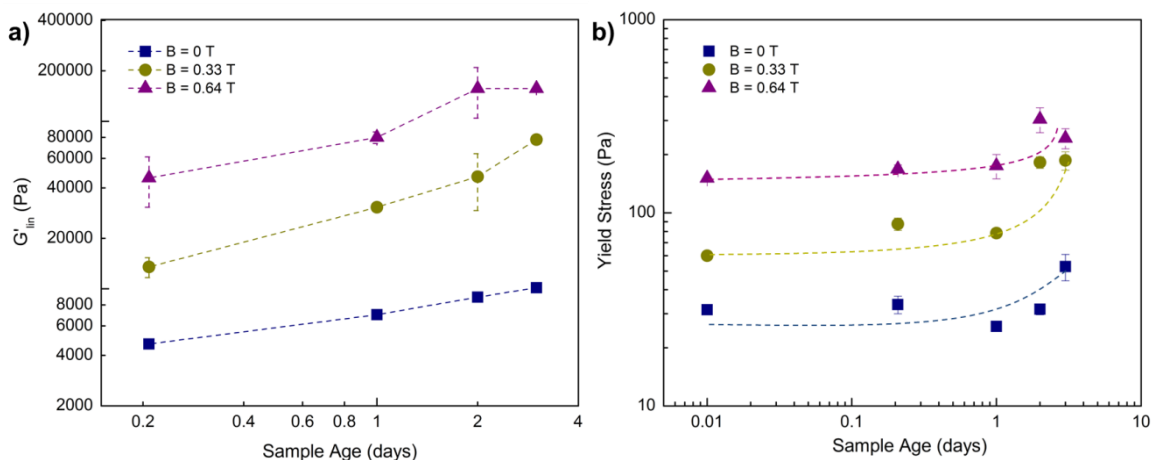 a)
B = 0 T
B = 0.33 T
B = 0.64 T
400000
200000
80000
60000
40000
20000
8000
6000
4000
2000
G'lin (Pa)
0.2
0.4
0.6
0.8
1
2
4
Sample Age (days)
b)
B = 0 T
B = 0.33 T
B = 0.64 T
1000
100
10
Yield Stress (Pa)
0.01
0.1
1
10
Sample Age (days)